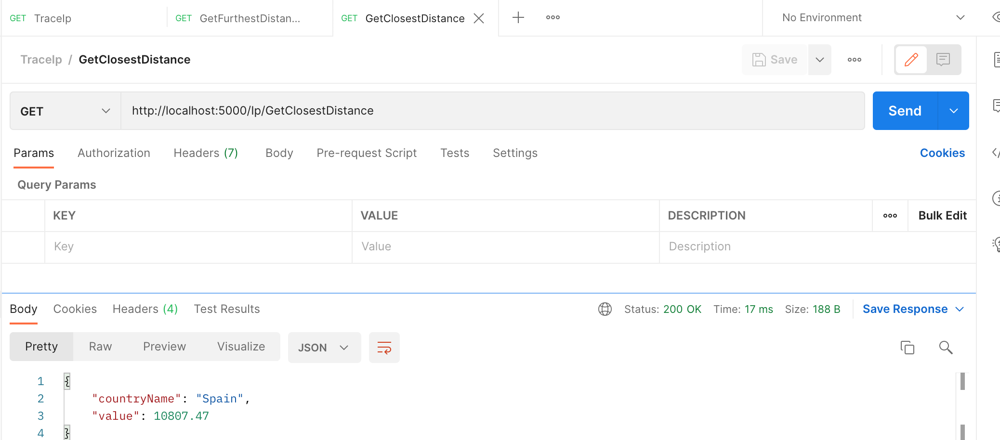 GET TraceIp GET GetFurthestDistan... GET GetClosestDistance No Environment
TraceIp / GetClosestDistance Save
GET http://localhost:5000/Ip/GetClosestDistance Send
Params Authorization Headers (7) Body Pre-request Script Tests Settings Cookies
Query Params
KEY VALUE DESCRIPTION Bulk Edit
Key Value Description
Body Cookies Headers (4) Test Results Status: 200 OK Time: 17 ms Size: 188 B Save Response
Pretty Raw Preview Visualize JSON
1 {
2 "countryName": "Spain",
3 "value": 10807.47
4 }